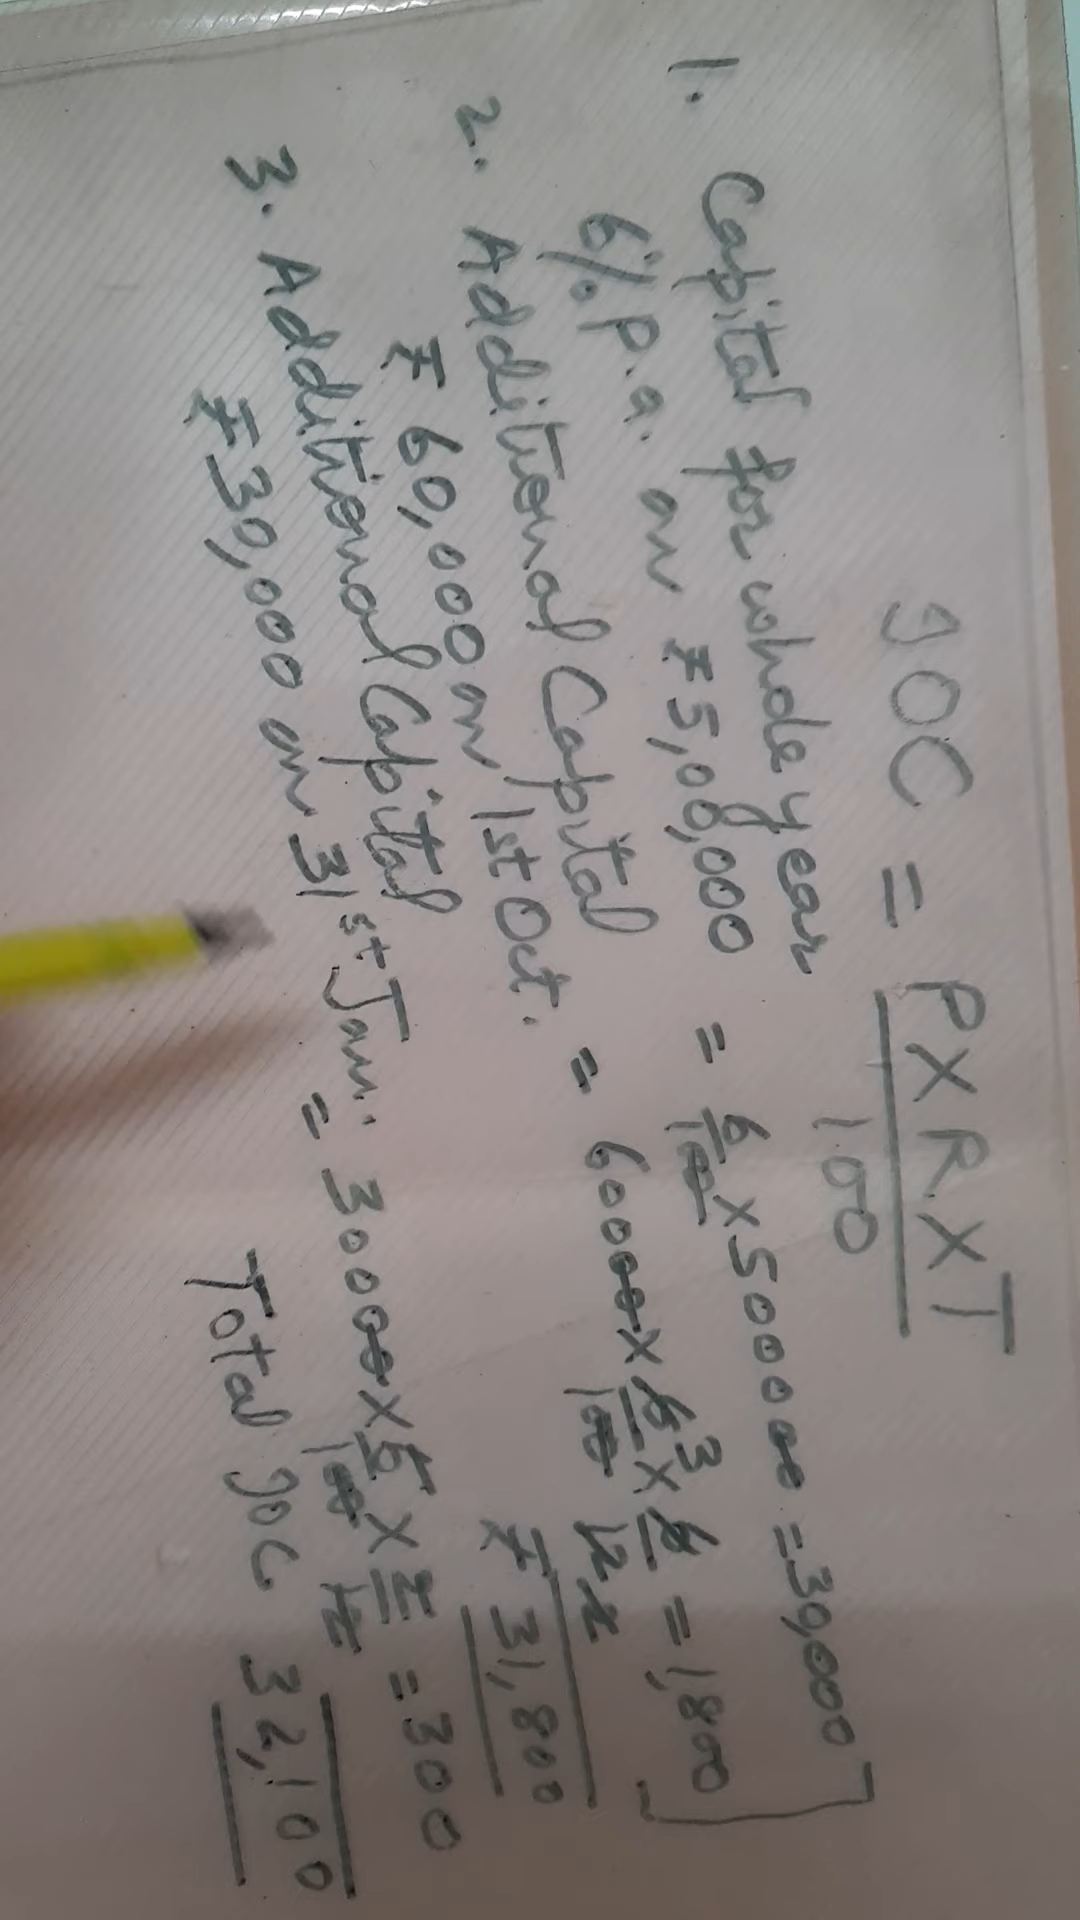 IOC = P X R X T
100
1. Capital for whole year
6% p.a. on ₹5,00,000 = 6/100 × 500000 = 30,000
2. Additional Capital
₹ 60,000 on 1st Oct. = 60000 × 6/100 × 6/12 = 1,800
₹ 31,800
3. Additional Capital
₹30,000 on 31st Jan. = 30000 × 6/100 × 2/12 = 300
Total IOC 32,100